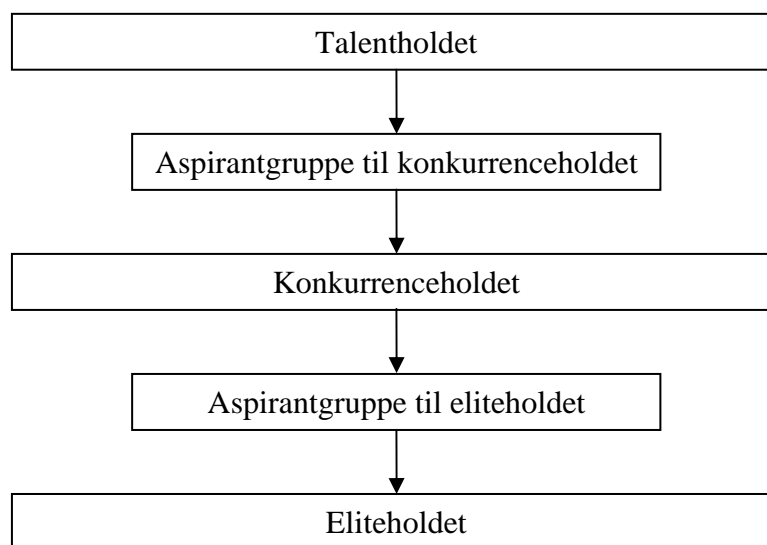 Talentholdet
Aspirantgruppe til konkurrenceholdet
Konkurrenceholdet
Aspirantgruppe til eliteholdet
Eliteholdet